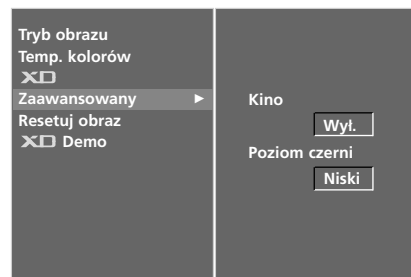 Tryb obrazu
Temp. kolorów
XD
Zaawansowany ►
Resetuj obraz
XD Demo
Kino
Wył.
Poziom czerni
Niski